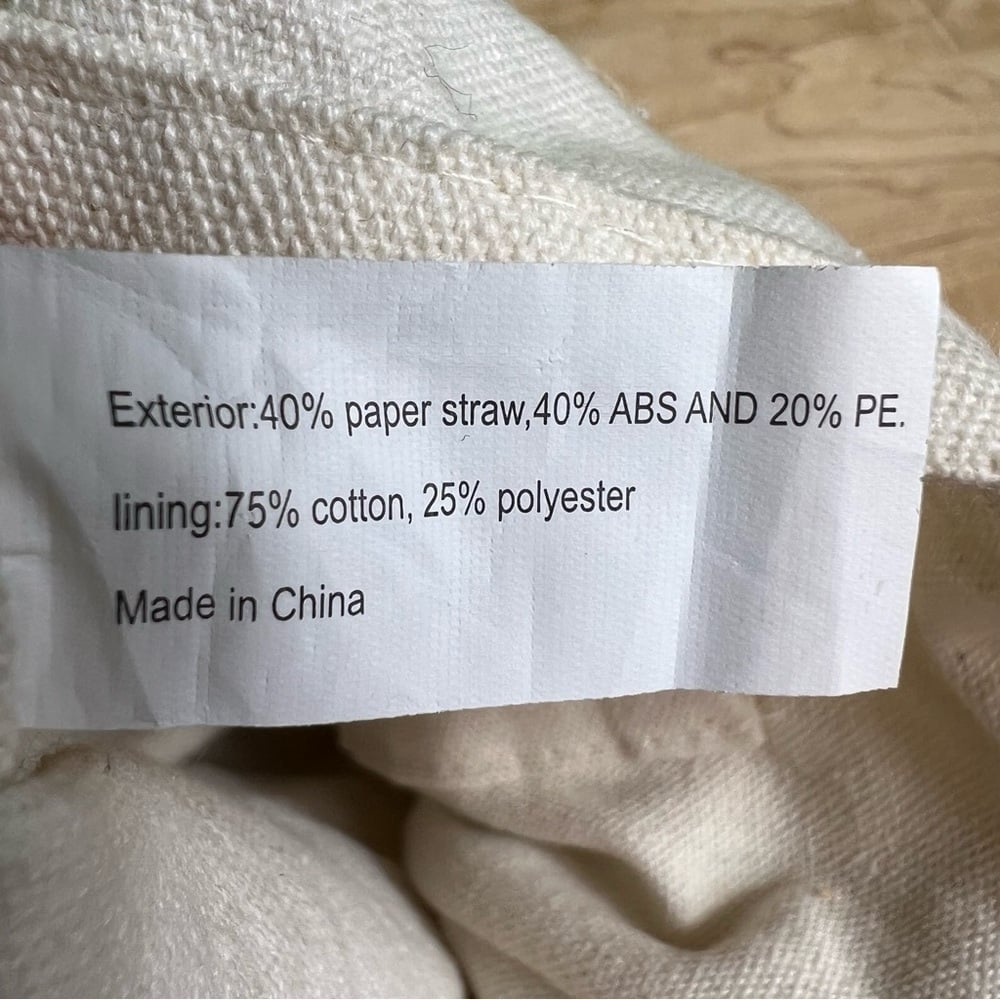 Exterior:40% paper straw,40% ABS AND 20% PE.
lining:75% cotton, 25% polyester
Made in China